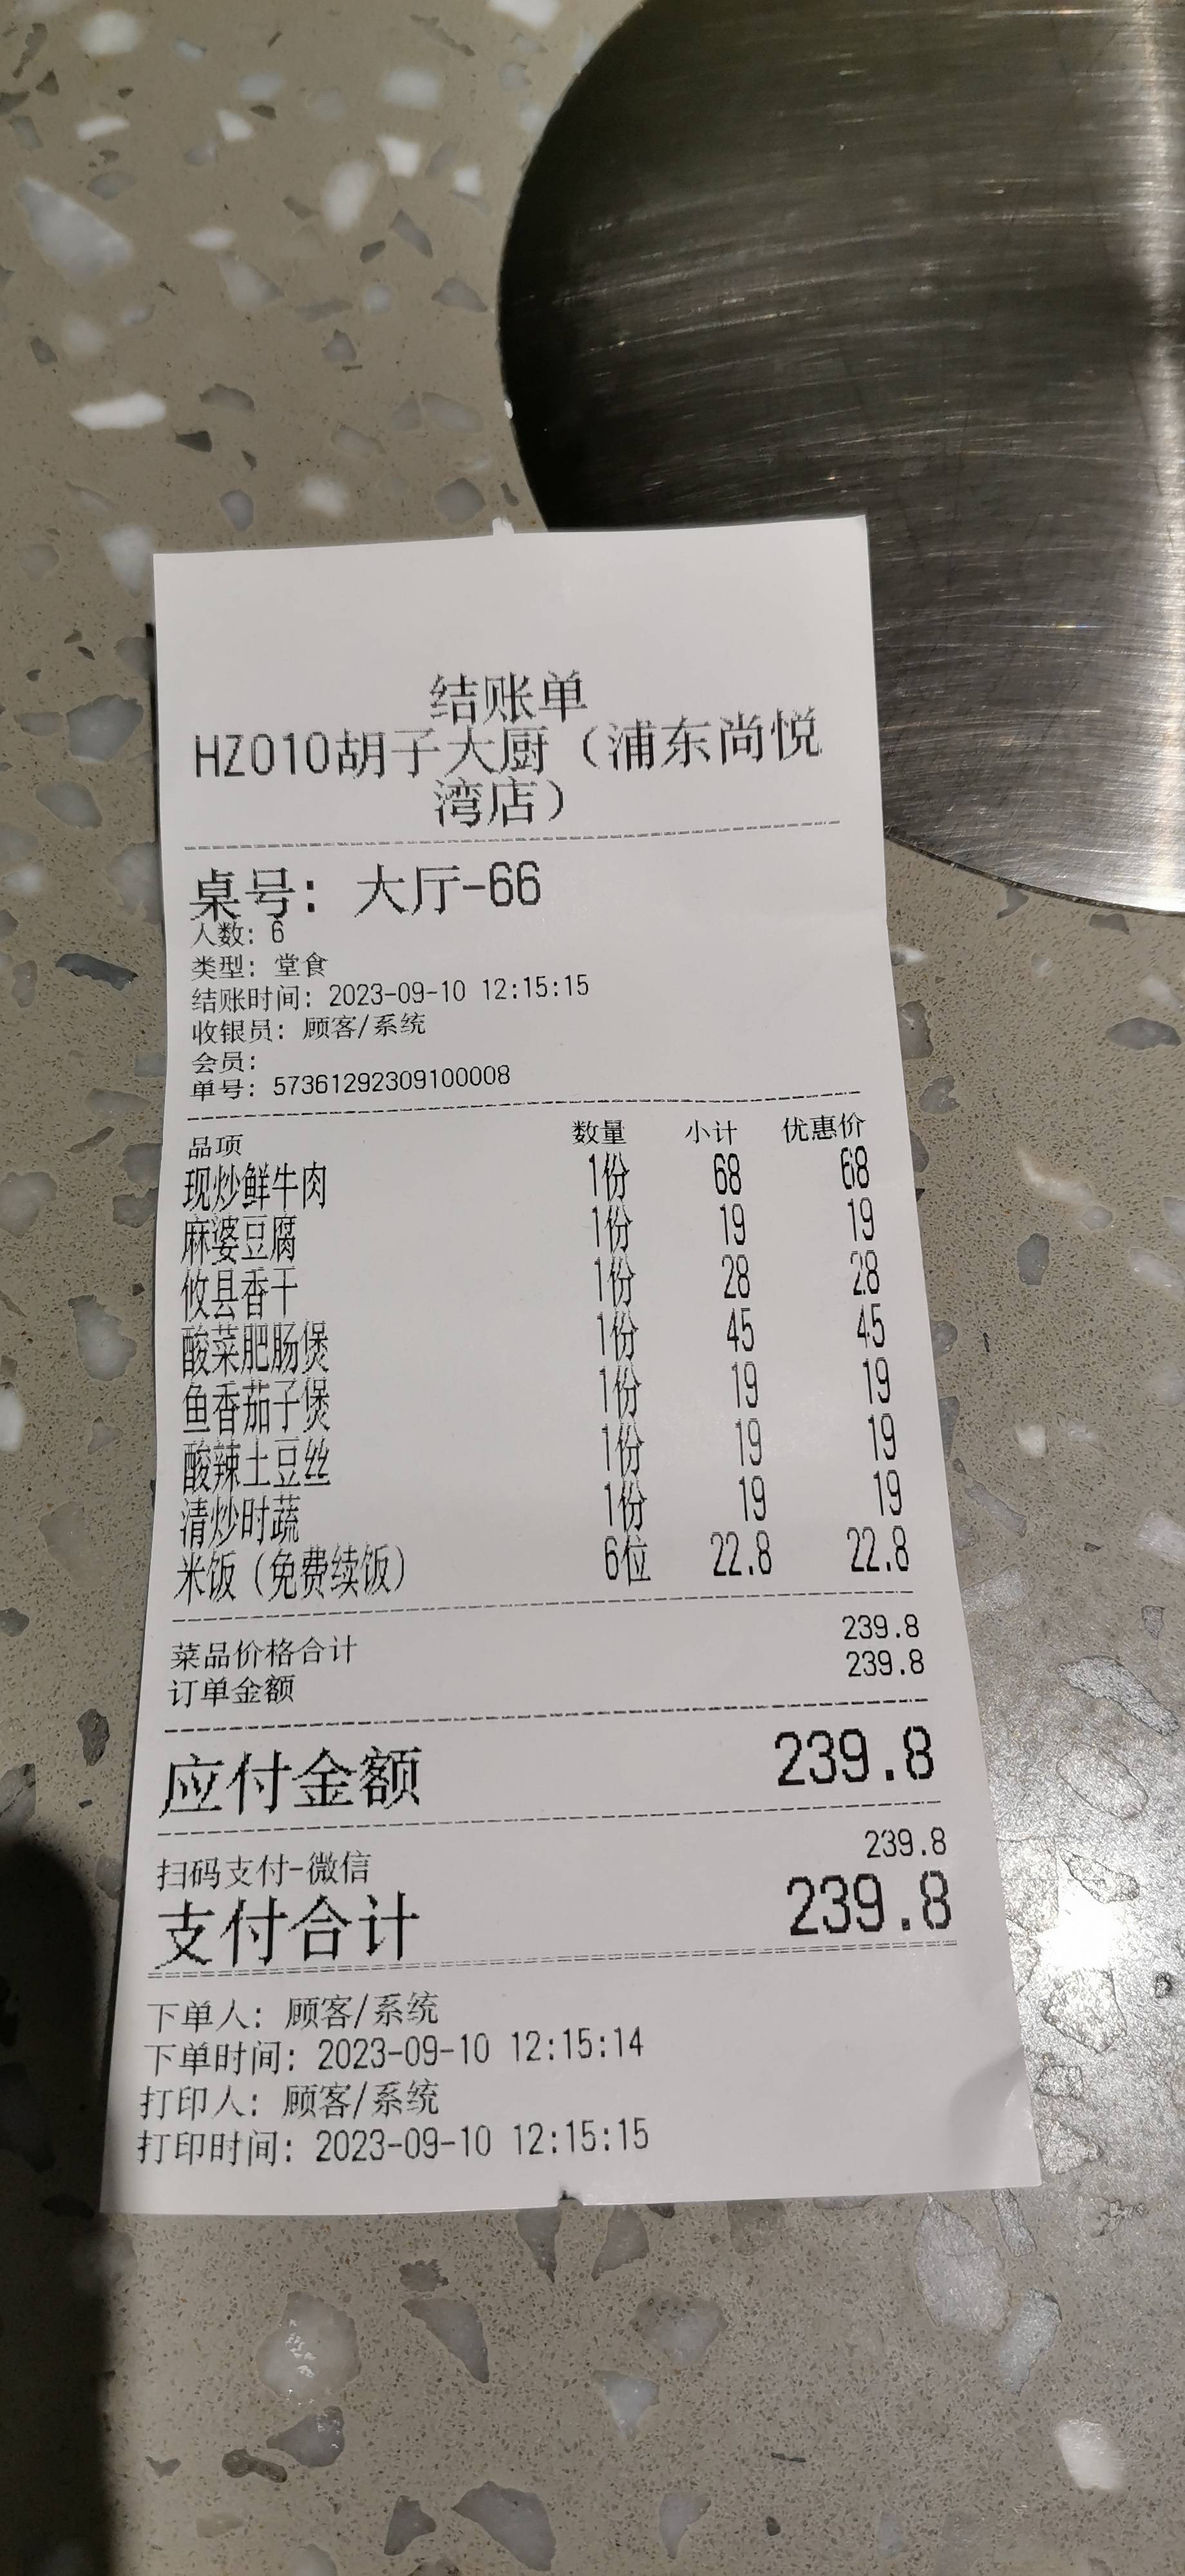 结账单
HZ010胡子大厨（浦东尚悦
湾店）
桌号: 大厅-66
人数: 6
类型: 堂食
结账时间: 2023-09-10 12:15:15
收银员: 顾客/系统
会员:
单号: 57361292309100008
品项 数量 小计 优惠价
现炒鲜牛肉 1份 68 68
麻婆豆腐 1份 19 19
攸县香干 1份 28 28
酸菜肥肠煲 1份 45 45
鱼香茄子煲 1份 19 19
酸辣土豆丝 1份 19 19
清炒时蔬 1份 19 19
米饭（免费续饭） 6位 22.8 22.8
菜品价格合计 239.8
订单金额 239.8
应付金额 239.8
扫码支付-微信 239.8
支付合计 239.8
下单人: 顾客/系统
下单时间: 2023-09-10 12:15:14
打印人: 顾客/系统
打印时间: 2023-09-10 12:15:15